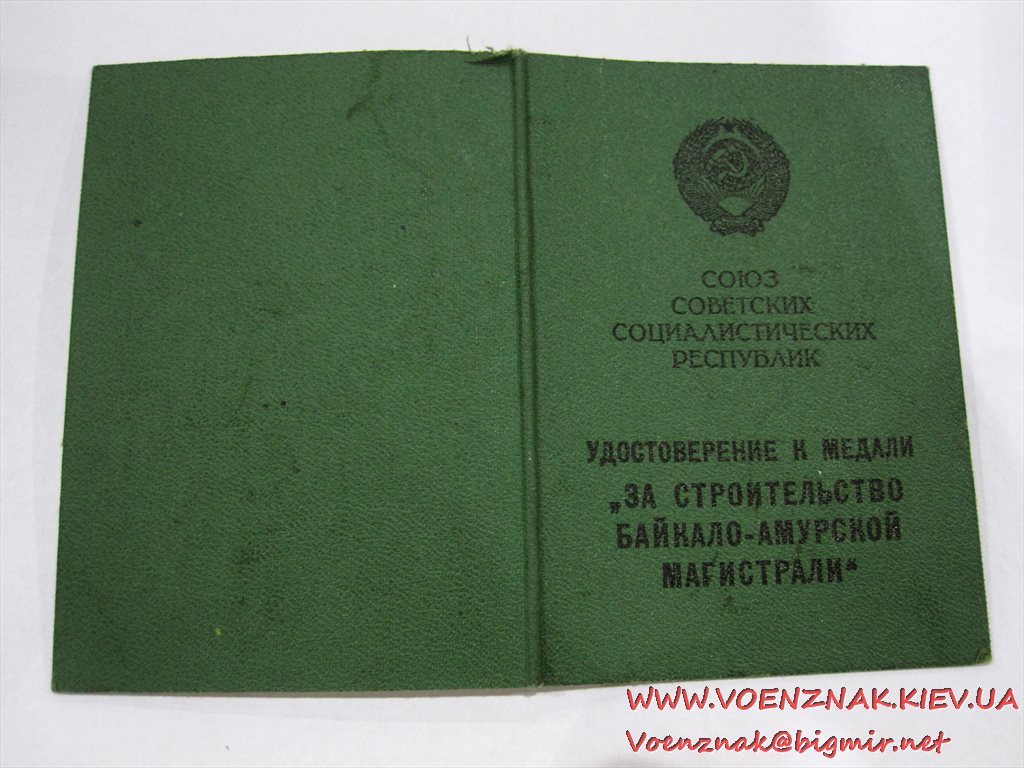 СОЮЗ
СОВЕТСКИХ
СОЦИАЛИСТИЧЕСКИХ
РЕСПУБЛИК
УДОСТОВЕРЕНИЕ К МЕДАЛИ
„ЗА СТРОИТЕЛЬСТВО
БАЙКАЛО-АМУРСКОЙ
МАГИСТРАЛИ“
WWW.VOENZNAK.KIEV.UA
Voenznak@bigmir.net